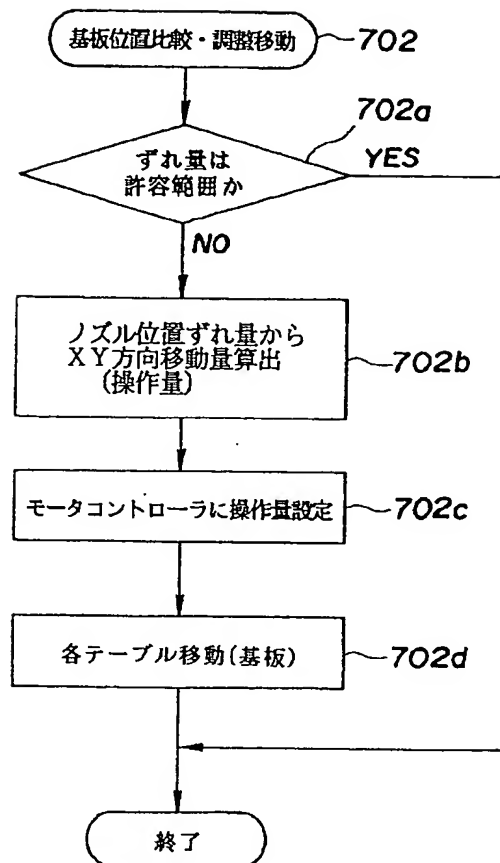 基板位置比較・調整移動
702
702a
ずれ量は
許容範囲か
YES
NO
ノズル位置ずれ量から
ＸＹ方向移動量算出
(操作量)
702b
モータコントローラに操作量設定
702c
各テーブル移動(基板)
702d
終了